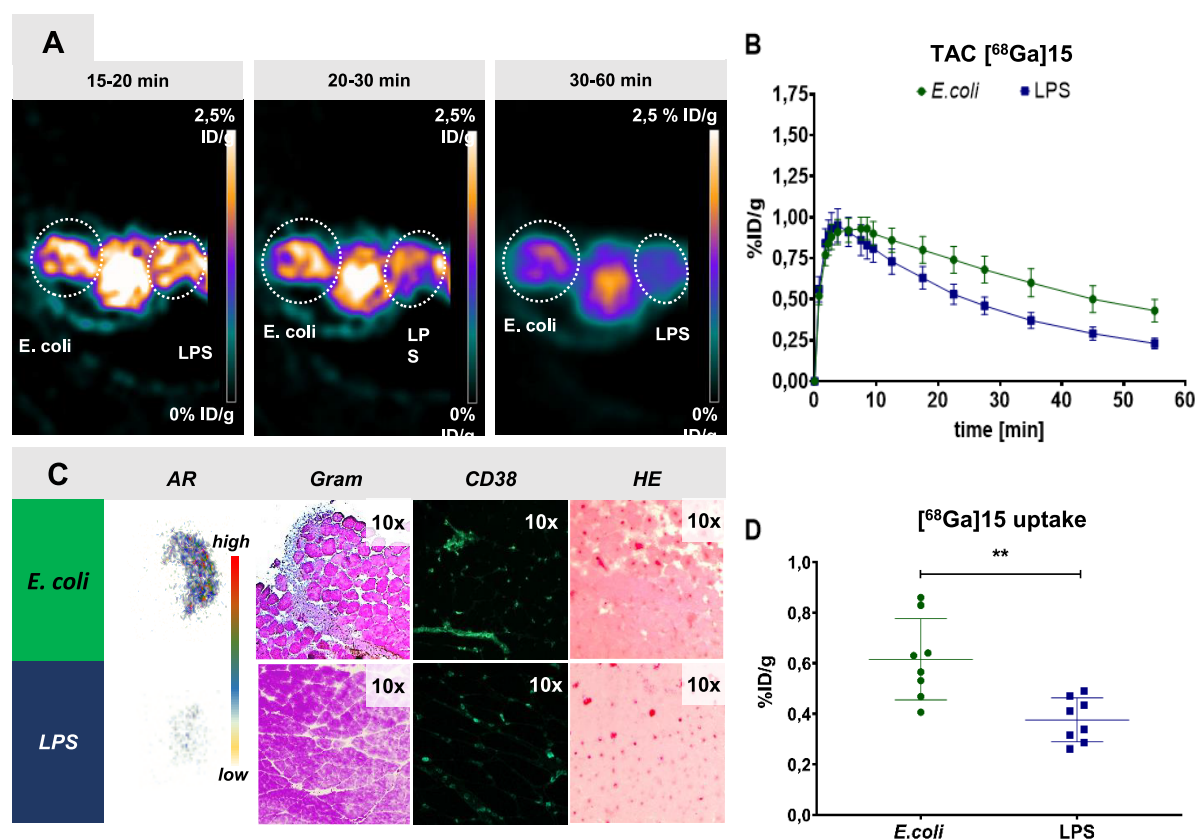 A
15-20 min
20-30 min
30-60 min
2,5%
ID/g
E. coli
LPS
0% ID/g
2,5%
ID/g
E. coli
LP
S
0%
ID/g
2,5 % ID/g
E. coli
LPS
0%
ID/g
B
TAC [⁶⁸Ga]15
E.coli
LPS
1,75
1,50
1,25
1,00
0,75
0,50
0,25
0,00
%ID/g
0 10 20 30 40 50 60
time [min]
C
AR
Gram
CD38
HE
E. coli
high
low
10x
10x
10x
LPS
10x
10x
10x
D
[⁶⁸Ga]15 uptake
**
1,0
0,8
0,6
0,4
0,2
0,0
%ID/g
E.coli
LPS